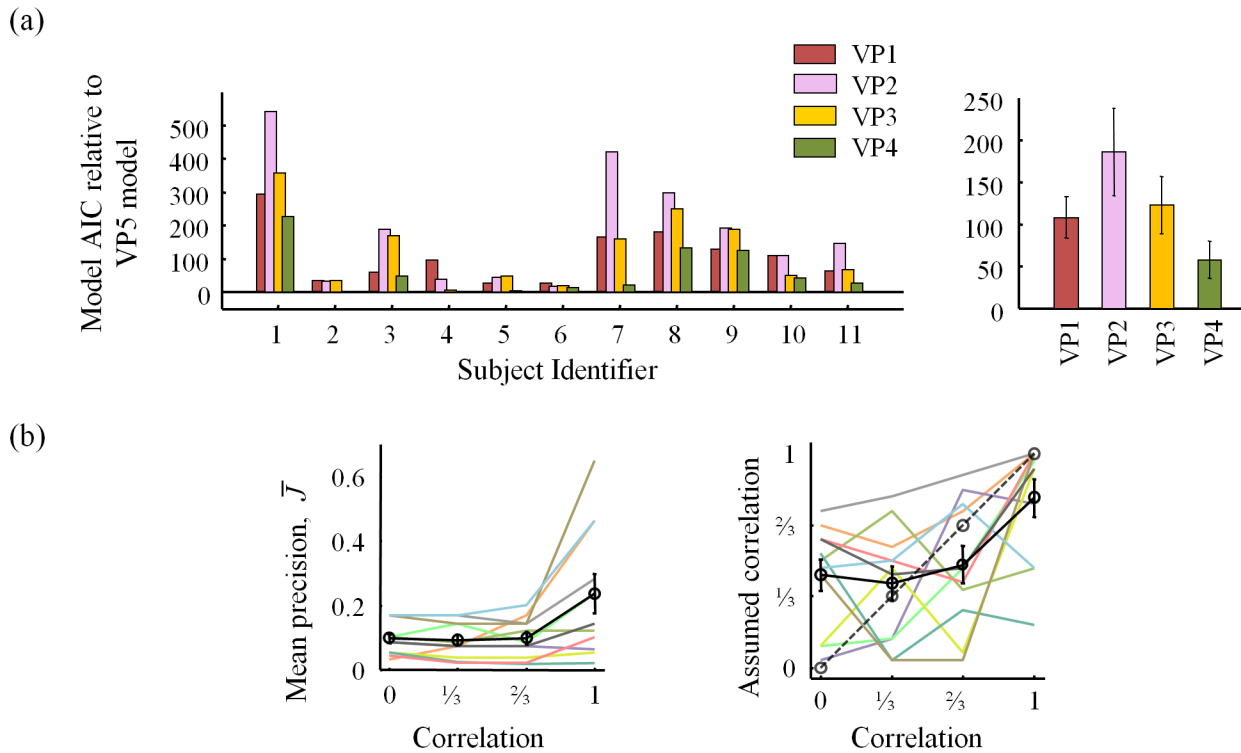 (a)
Model AIC relative to
VP5 model
500
400
300
200
100
0
1 2 3 4 5 6 7 8 9 10 11
Subject Identifier
VP1
VP2
VP3
VP4
250
200
150
100
50
0
VP1 VP2 VP3 VP4
(b)
Mean precision, J̅
0.6
0.4
0.2
0
0 ⅓ ⅔ 1
Correlation
Assumed correlation
1
⅔
⅓
0
0 ⅓ ⅔ 1
Correlation